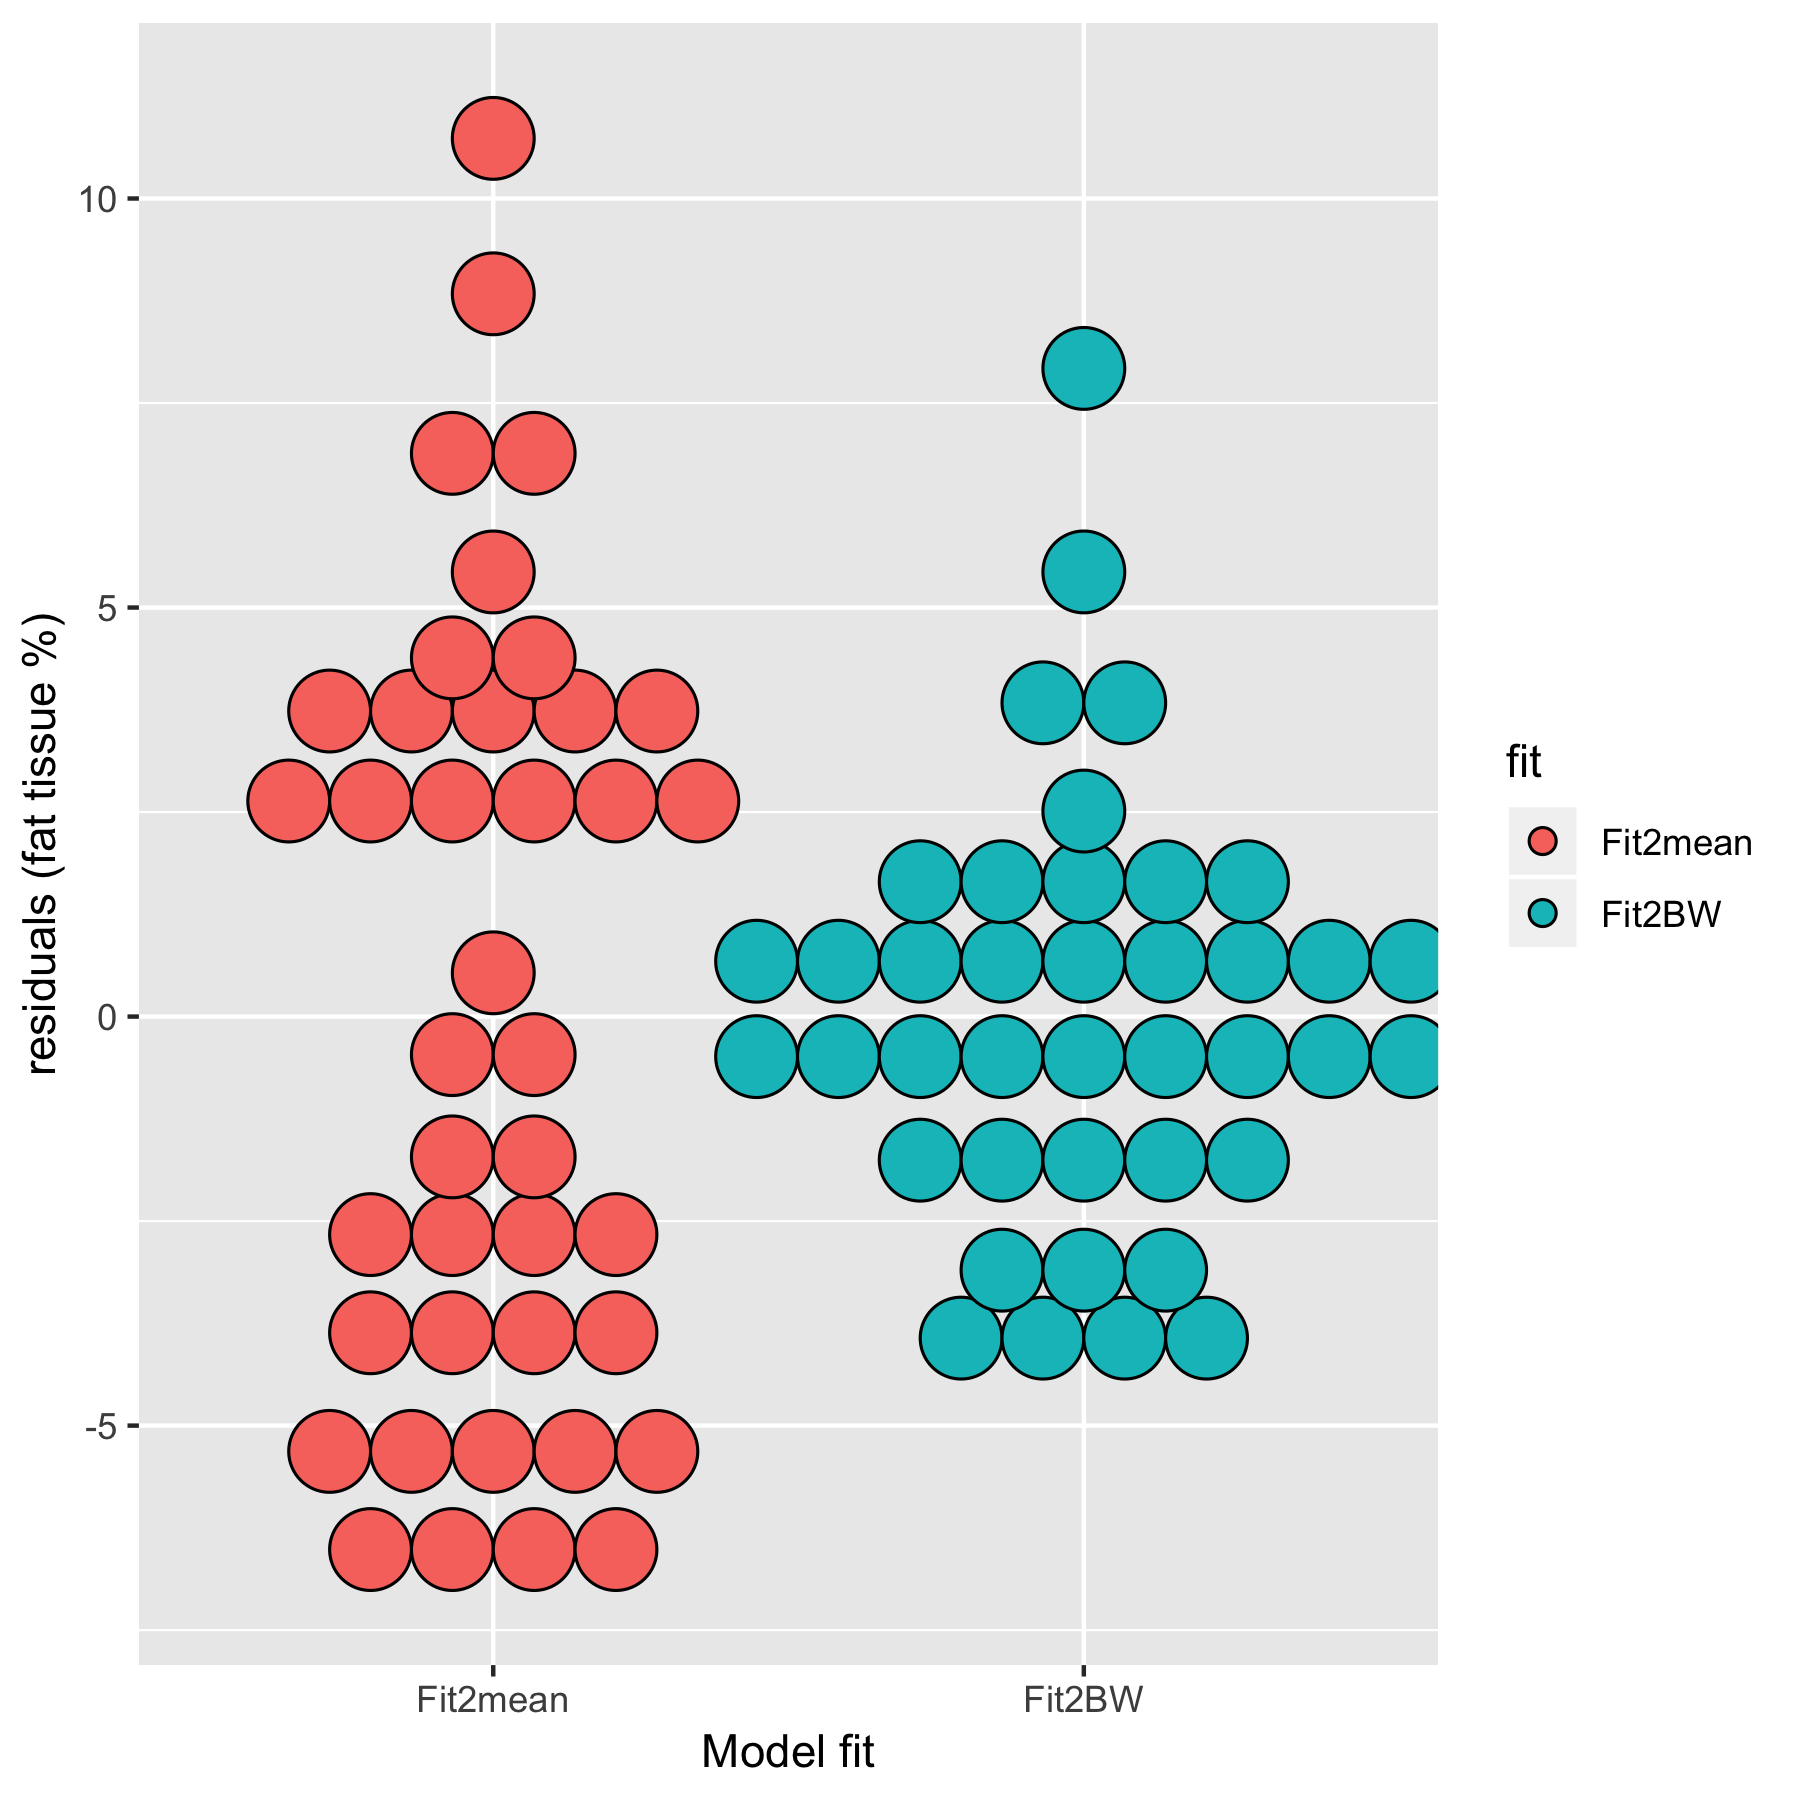 10
5
0
-5
residuals (fat tissue %)
Fit2mean
Fit2BW
Model fit
fit
Fit2mean
Fit2BW